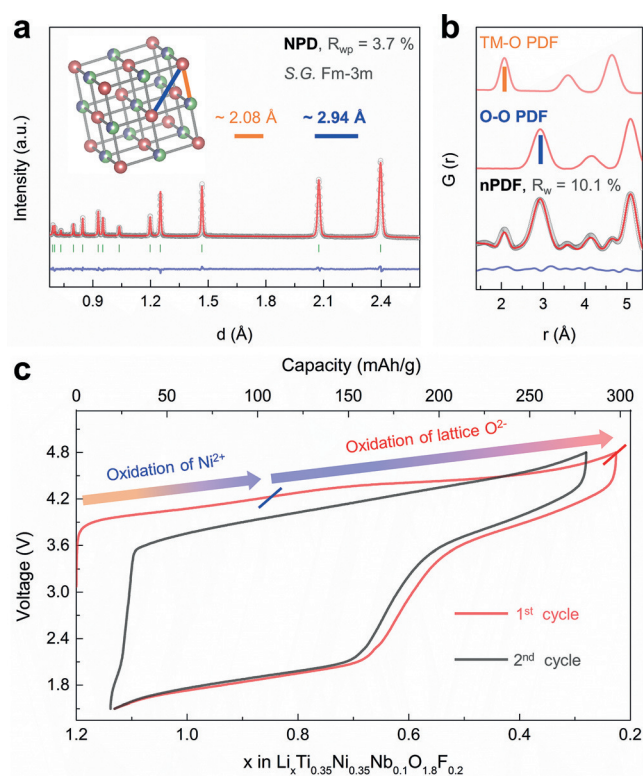 a
NPD, Rwp = 3.7 %
S.G. Fm-3m
~ 2.08 Å
~ 2.94 Å
Intensity (a.u.)
0.9 1.2 1.5 1.8 2.1 2.4
d (Å)
b
TM-O PDF
O-O PDF
nPDF, Rw = 10.1 %
G (r)
2 3 4 5
r (Å)
c
Capacity (mAh/g)
0 50 100 150 200 250 300
Oxidation of Ni²⁺
Oxidation of lattice O²⁻
Voltage (V)
4.8
4.2
3.6
3.0
2.4
1.8
1st cycle
2nd cycle
1.2 1.0 0.8 0.6 0.4 0.2
x in LixTi0.35Ni0.35Nb0.1O1.8F0.2